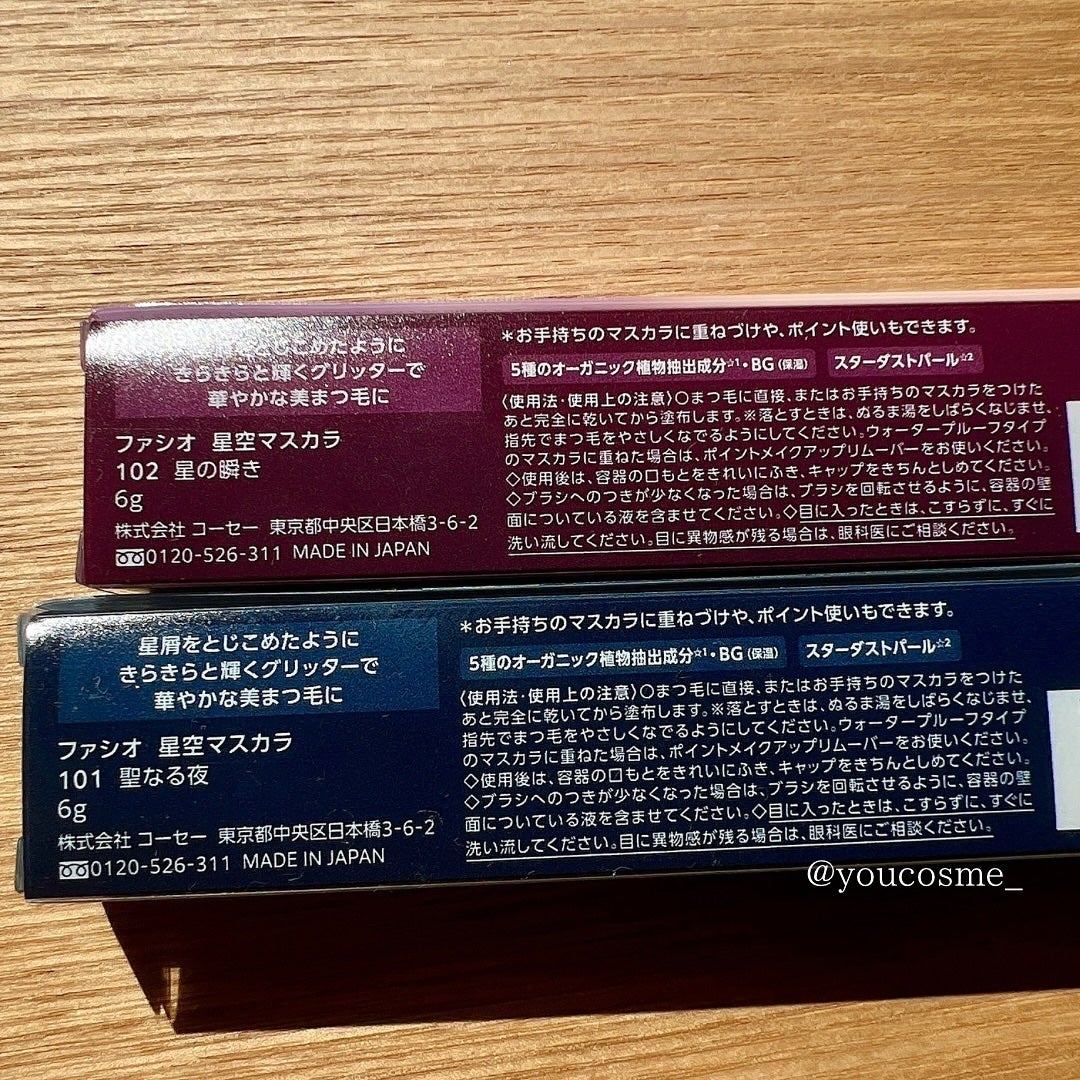 とじこめたように
きらきらと輝くグリッターで
華やかな美まつ毛に
ファシオ 星空マスカラ
102 星の瞬き
6g
株式会社 コーセー 東京都中央区日本橋3-6-2
0120-526-311 MADE IN JAPAN
＊お手持ちのマスカラに重ねづけや、ポイント使いもできます。
5種のオーガニック植物抽出成分☆1・BG(保湿) スターダストパール☆2
〈使用法・使用上の注意〉○まつ毛に直接、またはお手持ちのマスカラをつけた
あと完全に乾いてから塗布します。※落とすときは、ぬるま湯をしばらくなじませ、
指先でまつ毛をやさしくなでるようにしてください。ウォータープルーフタイプ
のマスカラに重ねた場合は、ポイントメイクアップリムーバーをお使いください。
◇使用後は、容器の口もとをきれいにふき、キャップをきちんとしめてください。
◇ブラシへのつきが少なくなった場合は、ブラシを回転させるように、容器の壁
面についている液を含ませてください。◇目に入ったときは、こすらずに、すぐに
洗い流してください。目に異物感が残る場合は、眼科医にご相談ください。
星屑をとじこめたように
きらきらと輝くグリッターで
華やかな美まつ毛に
ファシオ 星空マスカラ
101 聖なる夜
6g
株式会社 コーセー 東京都中央区日本橋3-6-2
0120-526-311 MADE IN JAPAN
＊お手持ちのマスカラに重ねづけや、ポイント使いもできます。
5種のオーガニック植物抽出成分☆1・BG(保湿) スターダストパール☆2
〈使用法・使用上の注意〉○まつ毛に直接、またはお手持ちのマスカラをつけた
あと完全に乾いてから塗布します。※落とすときは、ぬるま湯をしばらくなじませ、
指先でまつ毛をやさしくなでるようにしてください。ウォータープルーフタイプ
のマスカラに重ねた場合は、ポイントメイクアップリムーバーをお使いください。
◇使用後は、容器の口もとをきれいにふき、キャップをきちんとしめてください。
◇ブラシへのつきが少なくなった場合は、ブラシを回転させるように、容器の壁
面についている液を含ませてください。◇目に入ったときは、こすらずに、すぐに
洗い流してください。目に異物感が残る場合は、眼科医にご相談ください。
@youcosme_